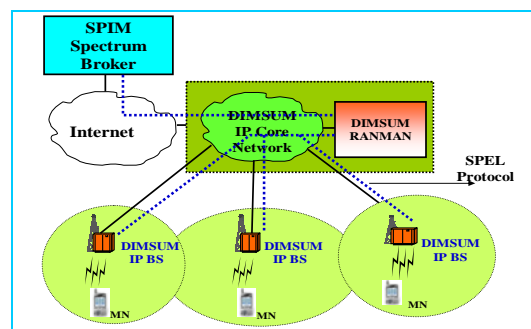 SPIM
Spectrum
Broker
Internet
DIMSUM
IP Core
Network
DIMSUM
RANMAN
SPEL
Protocol
DIMSUM
IP BS
MN
DIMSUM
IP BS
MN
DIMSUM
IP BS
MN